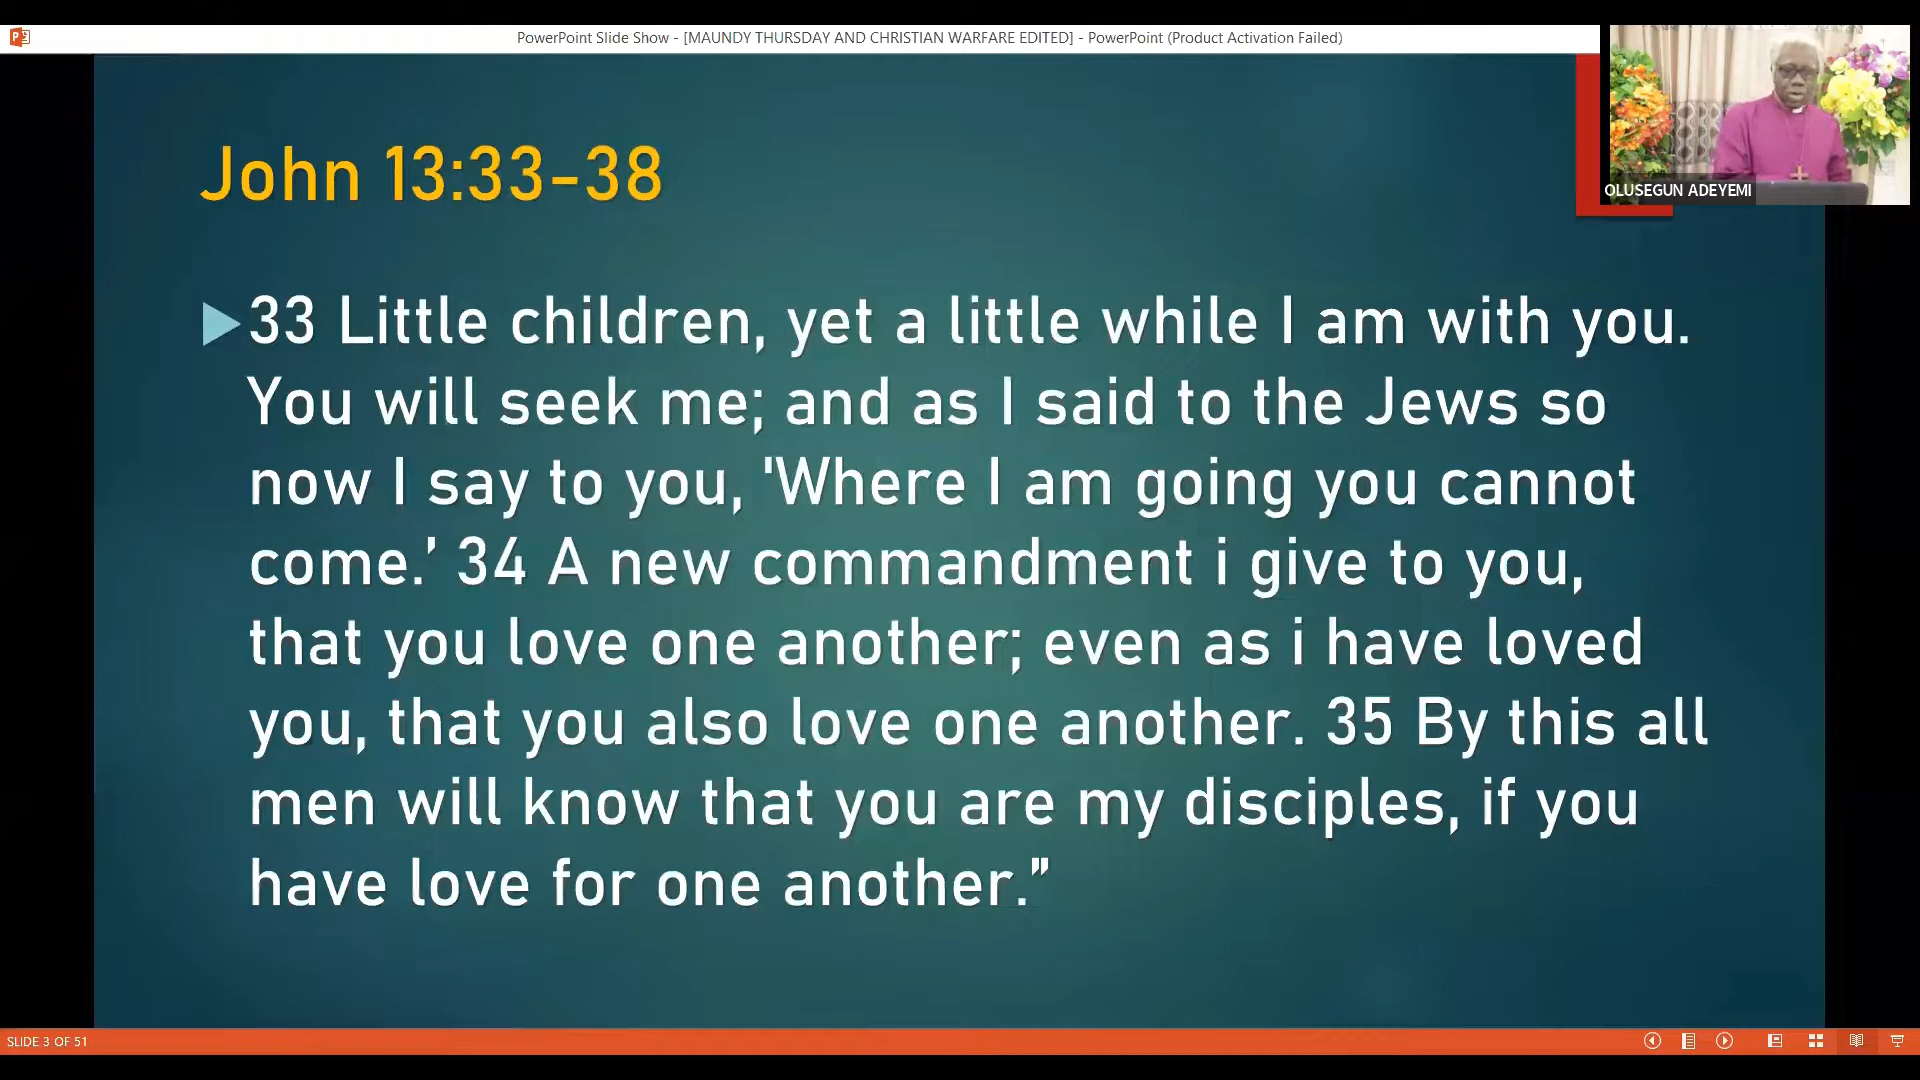 PowerPoint Slide Show - [MAUNDY THURSDAY AND CHRISTIAN WARFARE EDITED] - PowerPoint (Product Activation Failed)
OLUSEGUN ADEYEMI
John 13:33-38
33 Little children, yet a little while I am with you.
You will seek me; and as I said to the Jews so
now I say to you, 'Where I am going you cannot
come.’ 34 A new commandment i give to you,
that you love one another; even as i have loved
you, that you also love one another. 35 By this all
men will know that you are my disciples, if you
have love for one another.”
SLIDE 3 OF 51